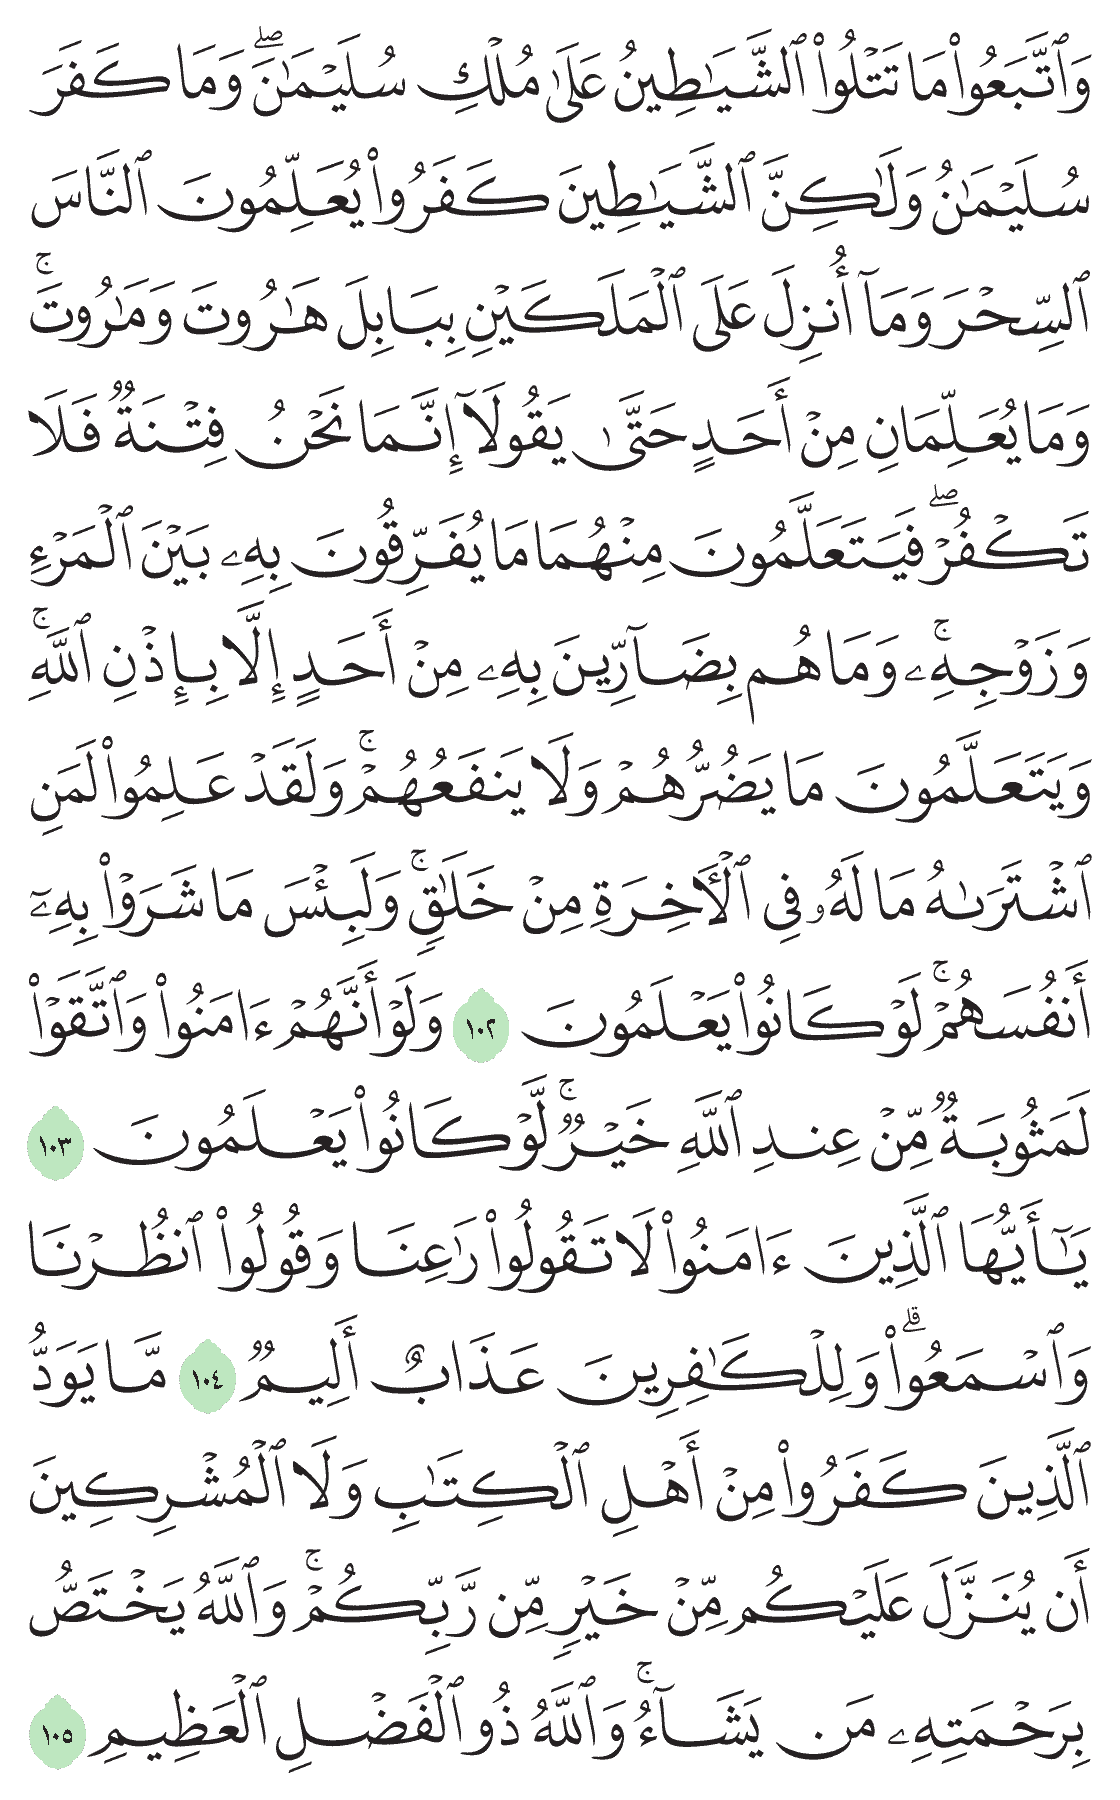 وَٱتَّبَعُوا۟ مَا تَتْلُوا۟ ٱلشَّيَـٰطِينُ عَلَىٰ مُلْكِ سُلَيْمَـٰنَ ۖ وَمَا كَفَرَ
سُلَيْمَـٰنُ وَلَـٰكِنَّ ٱلشَّيَـٰطِينَ كَفَرُوا۟ يُعَلِّمُونَ ٱلنَّاسَ
ٱلسِّحْرَ وَمَآ أُنزِلَ عَلَى ٱلْمَلَكَيْنِ بِبَابِلَ هَـٰرُوتَ وَمَـٰرُوتَ ۚ
وَمَا يُعَلِّمَانِ مِنْ أَحَدٍ حَتَّىٰ يَقُولَآ إِنَّمَا نَحْنُ فِتْنَةٌ فَلَا
تَكْفُرْ ۖ فَيَتَعَلَّمُونَ مِنْهُمَا مَا يُفَرِّقُونَ بِهِۦ بَيْنَ ٱلْمَرْءِ
وَزَوْجِهِۦ ۚ وَمَا هُم بِضَآرِّينَ بِهِۦ مِنْ أَحَدٍ إِلَّا بِإِذْنِ ٱللَّهِ ۚ
وَيَتَعَلَّمُونَ مَا يَضُرُّهُمْ وَلَا يَنفَعُهُمْ ۚ وَلَقَدْ عَلِمُوا۟ لَمَنِ
ٱشْتَرَىٰهُ مَا لَهُۥ فِى ٱلْـَٔاخِرَةِ مِنْ خَلَـٰقٍ ۚ وَلَبِئْسَ مَا شَرَوْا۟ بِهِۦٓ
أَنفُسَهُمْ ۚ لَوْ كَانُوا۟ يَعْلَمُونَ ١٠٢ وَلَوْ أَنَّهُمْ ءَامَنُوا۟ وَٱتَّقَوْا۟
لَمَثُوبَةٌ مِّنْ عِندِ ٱللَّهِ خَيْرٌ ۚ لَّوْ كَانُوا۟ يَعْلَمُونَ ١٠٣
يَـٰٓأَيُّهَا ٱلَّذِينَ ءَامَنُوا۟ لَا تَقُولُوا۟ رَٰعِنَا وَقُولُوا۟ ٱنظُرْنَا
وَٱسْمَعُوا۟ ۗ وَلِلْكَـٰفِرِينَ عَذَابٌ أَلِيمٌ ١٠٤ مَّا يَوَدُّ
ٱلَّذِينَ كَفَرُوا۟ مِنْ أَهْلِ ٱلْكِتَـٰبِ وَلَا ٱلْمُشْرِكِينَ
أَن يُنَزَّلَ عَلَيْكُم مِّنْ خَيْرٍ مِّن رَّبِّكُمْ ۚ وَٱللَّهُ يَخْتَصُّ
بِرَحْمَتِهِۦ مَن يَشَآءُ ۚ وَٱللَّهُ ذُو ٱلْفَضْلِ ٱلْعَظِيمِ ١٠٥